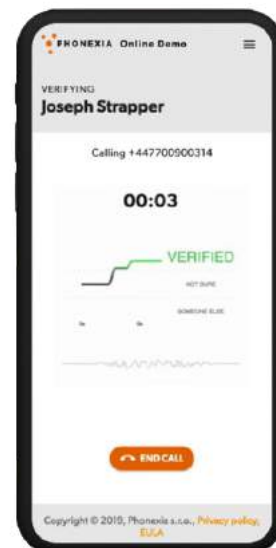 PHONEXIA Online Demo
VERIFYING
Joseph Strapper
Calling +447700900314
00:03
VERIFIED
NOT SURE
SOMEONE ELSE
END CALL
Copyright © 2019, Phonexia s.r.o., Privacy policy,
EULA